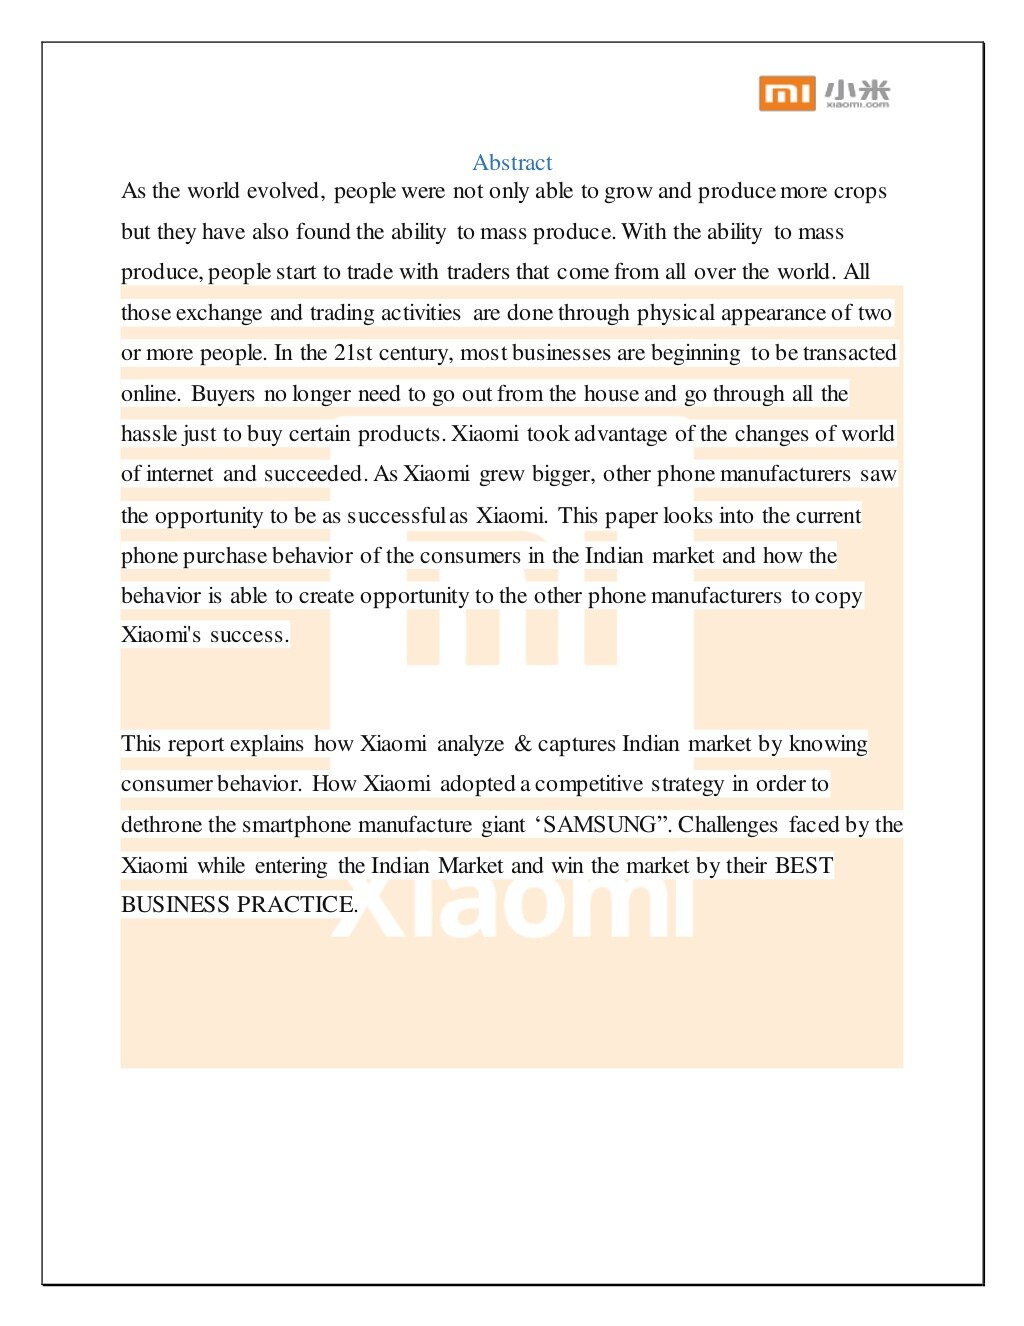 mi 小米
xiaomi.com
Abstract
As the world evolved, people were not only able to grow and produce more crops
but they have also found the ability to mass produce. With the ability to mass
produce, people start to trade with traders that come from all over the world. All
those exchange and trading activities are done through physical appearance of two
or more people. In the 21st century, most businesses are beginning to be transacted
online. Buyers no longer need to go out from the house and go through all the
hassle just to buy certain products. Xiaomi took advantage of the changes of world
of internet and succeeded. As Xiaomi grew bigger, other phone manufacturers saw
the opportunity to be as successful as Xiaomi. This paper looks into the current
phone purchase behavior of the consumers in the Indian market and how the
behavior is able to create opportunity to the other phone manufacturers to copy
Xiaomi's success.
mi
This report explains how Xiaomi analyze & captures Indian market by knowing
consumer behavior. How Xiaomi adopted a competitive strategy in order to
dethrone the smartphone manufacture giant ‘SAMSUNG”. Challenges faced by the
Xiaomi while entering the Indian Market and win the market by their BEST
BUSINESS PRACTICE.
xiaomi